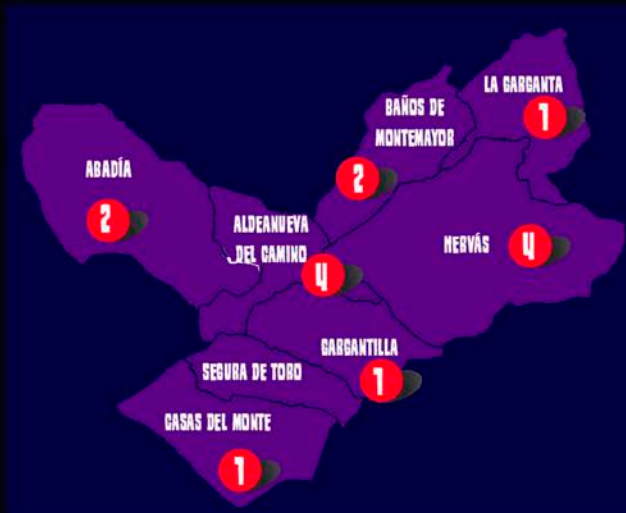 LA GARGANTA
1
BAÑOS DE
MONTEMAYOR
2
ABADÍA
2
ALDEANUEVA
DEL CAMINO
4
HERVÁS
4
GARGANTILLA
1
SEGURA DE TORO
CASAS DEL MONTE
1